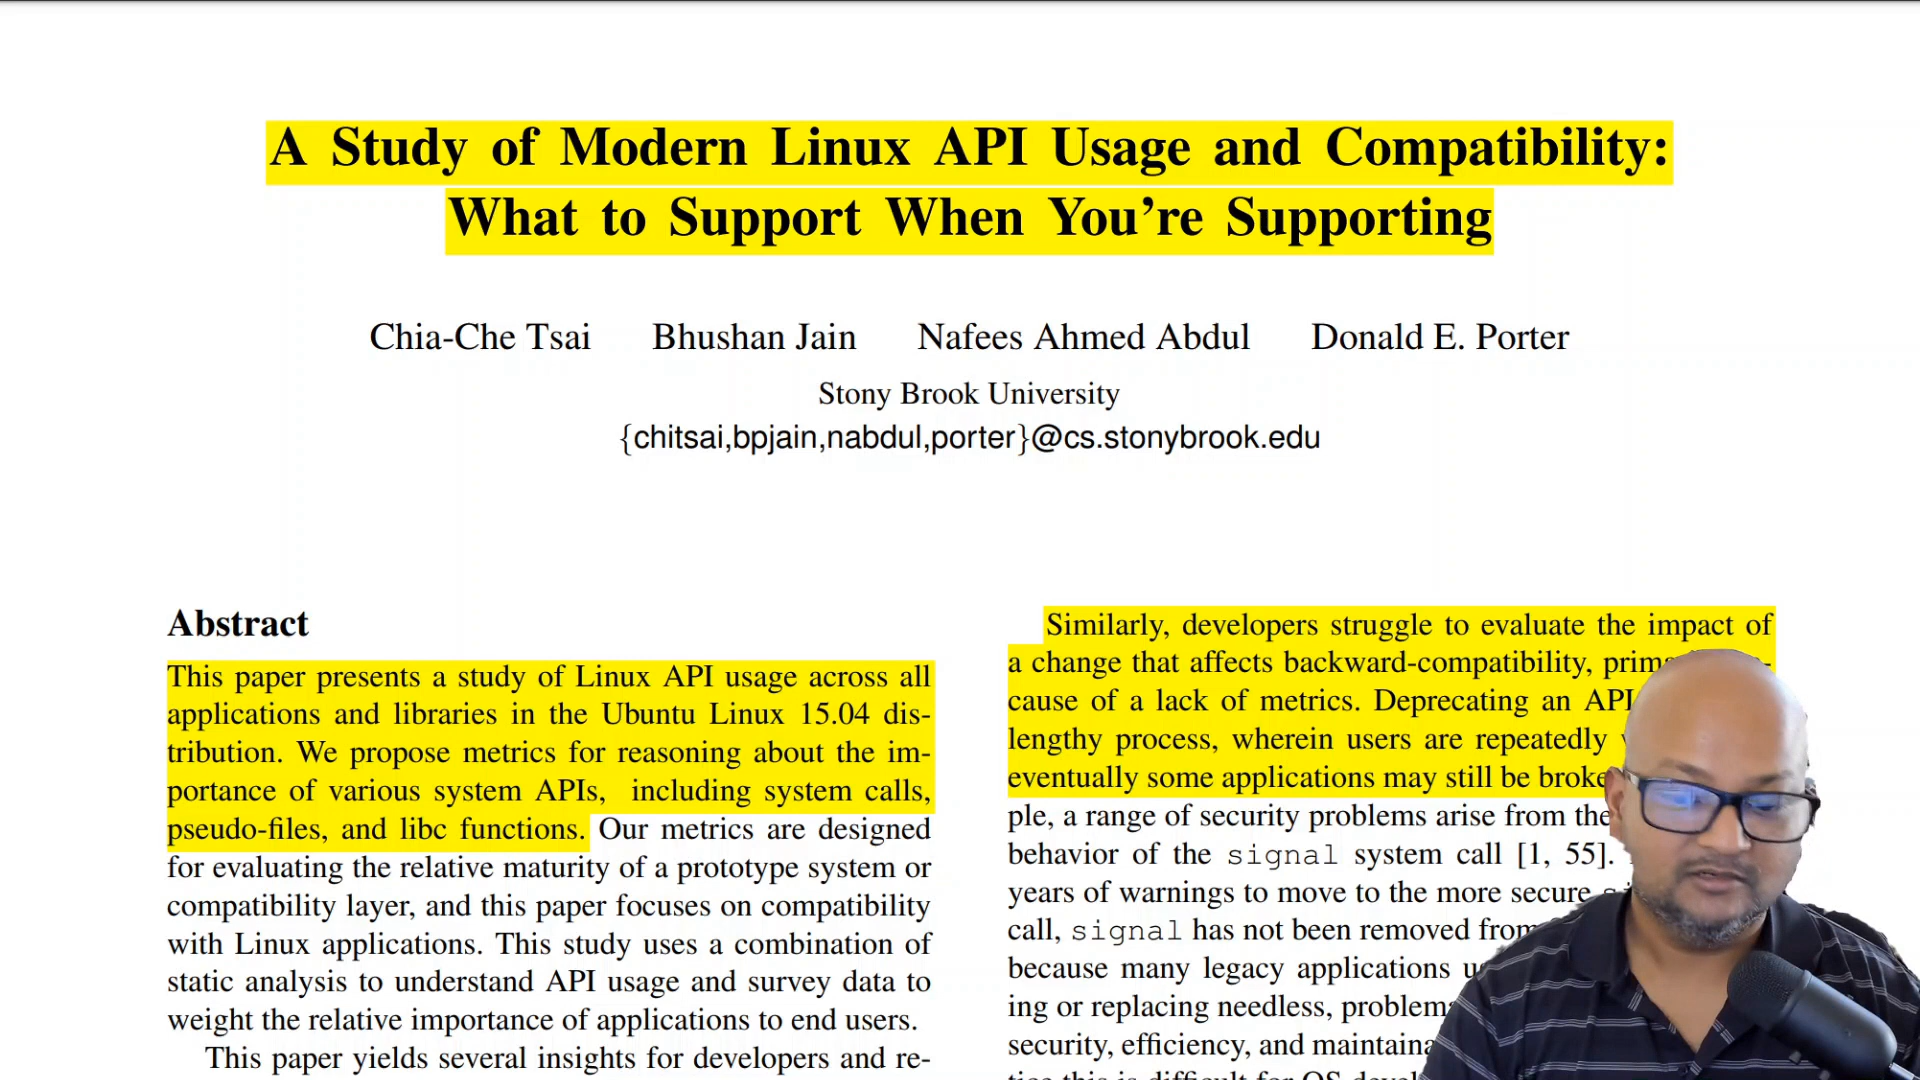 A Study of Modern Linux API Usage and Compatibility:
What to Support When You're Supporting
Chia-Che Tsai Bhushan Jain Nafees Ahmed Abdul Donald E. Porter
Stony Brook University
{chitsai,bpjain,nabdul,porter}@cs.stonybrook.edu
Abstract
This paper presents a study of Linux API usage across all
applications and libraries in the Ubuntu Linux 15.04 dis-
tribution. We propose metrics for reasoning about the im-
portance of various system APIs, including system calls,
pseudo-files, and libc functions. Our metrics are designed
for evaluating the relative maturity of a prototype system or
compatibility layer, and this paper focuses on compatibility
with Linux applications. This study uses a combination of
static analysis to understand API usage and survey data to
weight the relative importance of applications to end users.
This paper yields several insights for developers and re-
Similarly, developers struggle to evaluate the impact of
a change that affects backward-compatibility,
cause of a lack of metrics. Deprecating an API
lengthy process, wherein users are repeatedly
eventually some applications may still be
ple, a range of security problems arise from the
behavior of the signal system call [1, 55].
years of warnings to move to the more secure
call, signal has not been removed from
because many legacy applications
ing or replacing needless,
security, efficiency, and